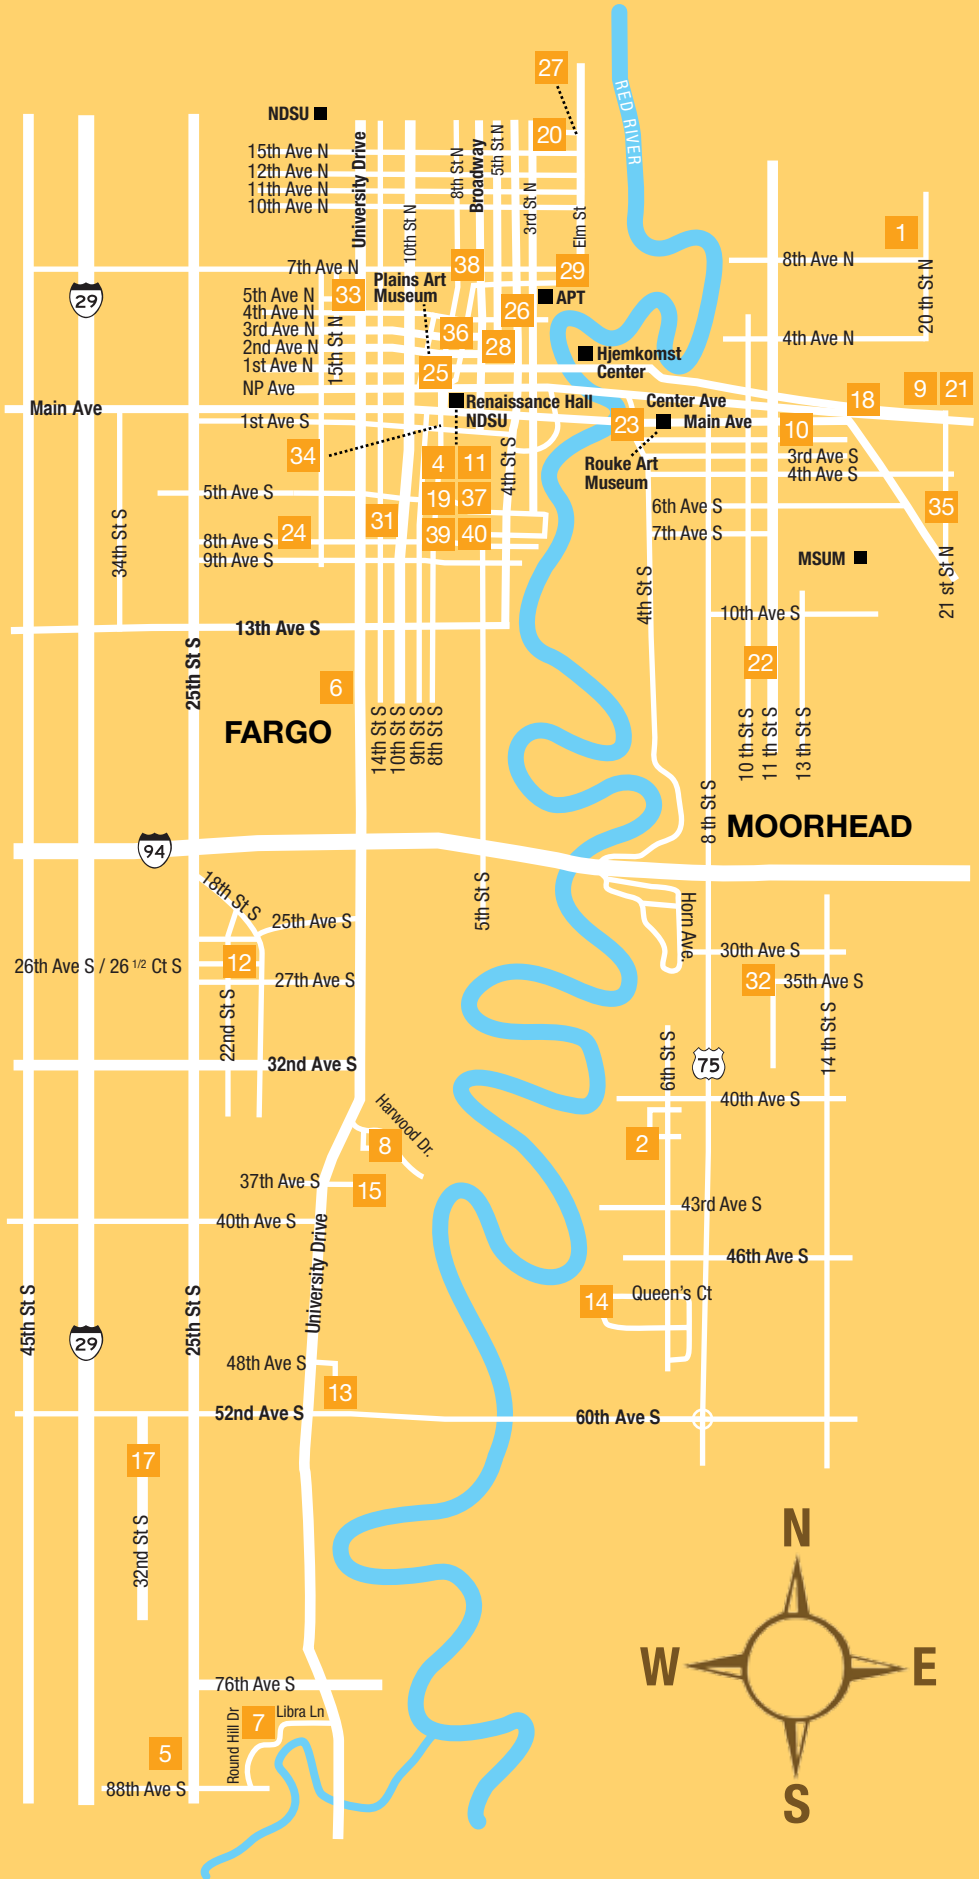 27
RED RIVER
NDSU
20
15th Ave N
12th Ave N
11th Ave N
10th Ave N
University Drive
10th St N
8th St N
Broadway
5th St N
3rd St N
Elm St
1
8th Ave N
20 th St N
7th Ave N
38
29
29
Plains Art
Museum
33
5th Ave N
4th Ave N
3rd Ave N
2nd Ave N
1st Ave N
NP Ave
15th St N
APT
26
36
28
4th Ave N
Hjemkomst
Center
25
Main Ave
Renaissance Hall
NDSU
Center Ave
Main Ave
18
9
21
23
10
1st Ave S
34
4
11
4th St S
Rouke Art
Museum
3rd Ave S
4th Ave S
5th Ave S
19
37
6th Ave S
35
34th St S
31
24
8th Ave S
39
40
7th Ave S
9th Ave S
MSUM
21 st St N
4th St S
10th Ave S
13th Ave S
25th St S
22
6
FARGO
14th St S
10th St S
9th St S
8th St S
10 th St S
11 th St S
13 th St S
8 th St S
MOORHEAD
94
18th St S
5th St S
25th Ave S
Horn Ave.
30th Ave S
26th Ave S / 26 1/2 Ct S
12
27th Ave S
32
35th Ave S
22nd St S
14 th St S
32nd Ave S
6th St S
75
40th Ave S
Harwood Dr.
8
2
37th Ave S
15
43rd Ave S
40th Ave S
University Drive
46th Ave S
45th St S
29
25th St S
14
Queen's Ct
48th Ave S
13
52nd Ave S
60th Ave S
17
32nd St S
N
W
E
S
76th Ave S
Round Hill Dr
7
Libra Ln
5
88th Ave S